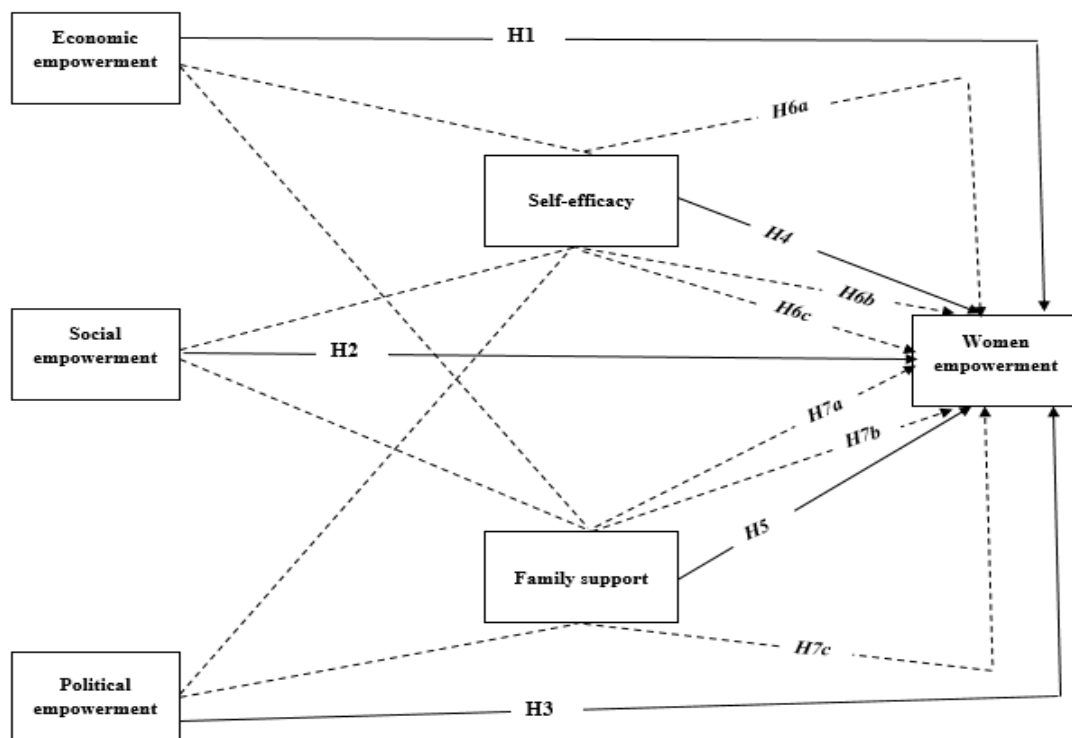 Economic
empowerment
H1
H6a
Self-efficacy
H4
H6b
H6c
Social
empowerment
H2
Women
empowerment
H7a
H7b
H5
Family support
H7c
Political
empowerment
H3